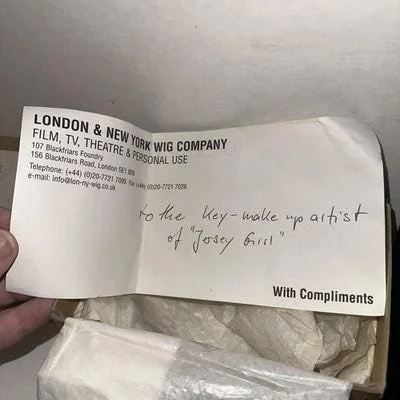 LONDON & NEW YORK WIG COMPANY
FILM, TV, THEATRE & PERSONAL USE
107 Blackfriars Foundry
156 Blackfriars Road, London SE1 8EN
Telephone: (+44) (0)20-7721 7095 Fax (+44) (0)20-7721 7026
e-mail: info@lon-ny-wig.co.uk
to the key-make up artist
of "Jersey Girl"
With Compliments